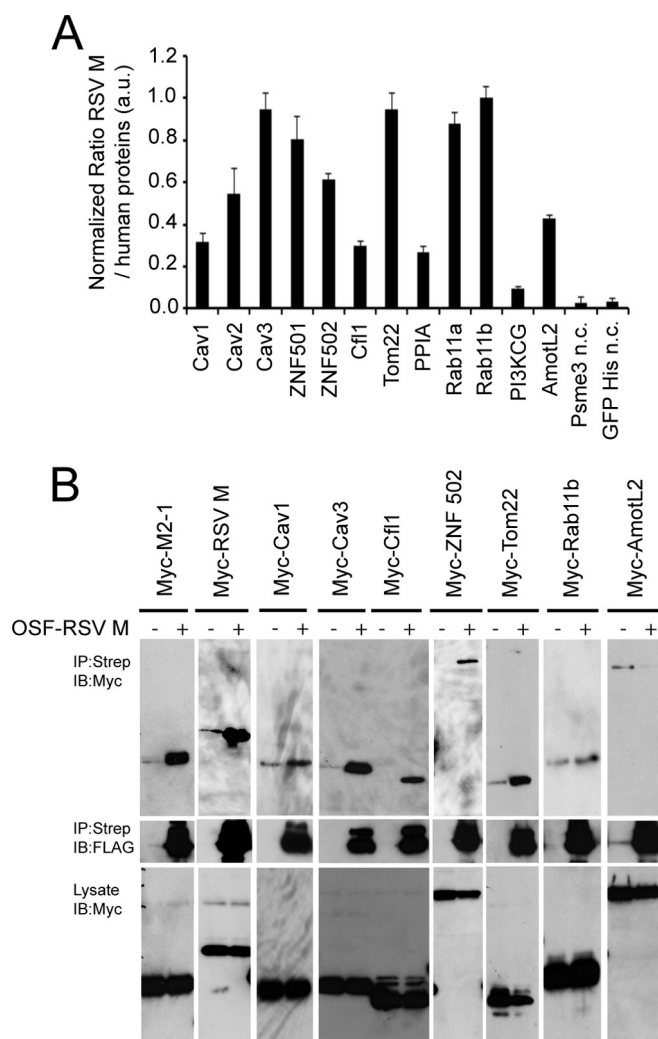 A
Normalized Ratio RSV M
/ human proteins (a.u.)
1.2
1.0
0.8
0.6
0.4
0.2
0.0
Cav1
Cav2
Cav3
ZNF501
ZNF502
Cfl1
Tom22
PPIA
Rab11a
Rab11b
PI3KCG
AmotL2
Psme3 n.c.
GFP His n.c.
B
Myc-M2-1
Myc-RSV M
Myc-Cav1
Myc-Cav3
Myc-Cfl1
Myc-ZNF 502
Myc-Tom22
Myc-Rab11b
Myc-AmotL2
OSF-RSV M - + - + - + - + - + - + - + - + - +
IP:Strep
IB:Myc
IP:Strep
IB:FLAG
Lysate
IB:Myc